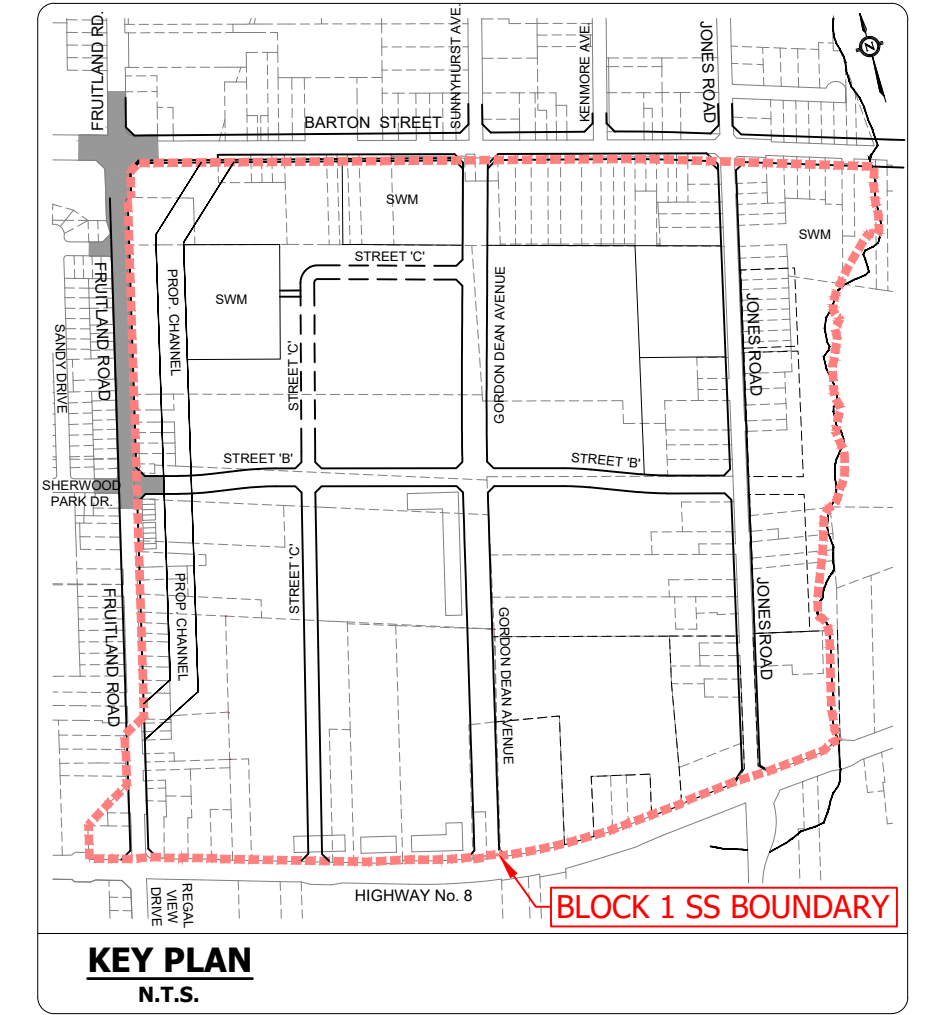 FRUITLAND RD.
SUNNYHURST AVE.
KENMORE AVE.
JONES ROAD
N
BARTON STREET
SWM
SWM
STREET 'C'
SWM
PROP. CHANNEL
FRUITLAND ROAD
SANDY DRIVE
STREET 'C'
GORDON DEAN AVENUE
JONES ROAD
STREET 'B'
STREET 'B'
SHERWOOD
PARK DR.
STREET 'C'
PROP. CHANNEL
FRUITLAND ROAD
GORDON DEAN AVENUE
JONES ROAD
REGAL
VIEW
DRIVE
HIGHWAY No. 8
BLOCK 1 SS BOUNDARY
KEY PLAN
N.T.S.